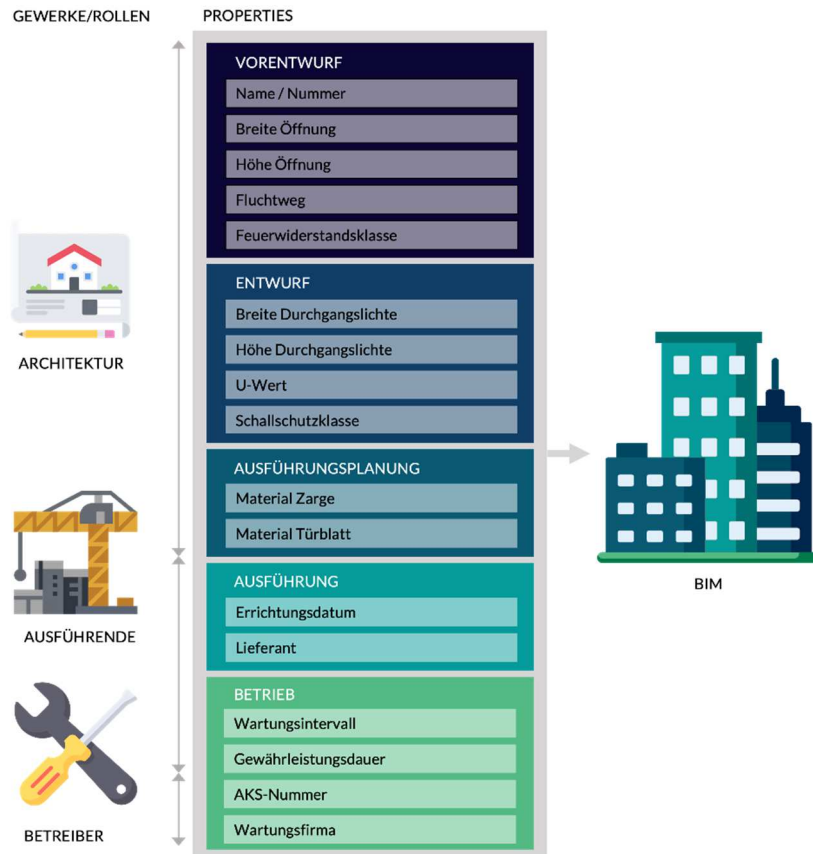 GEWERKE/ROLLEN
PROPERTIES
VORENTWURF
Name / Nummer
Breite Öffnung
Höhe Öffnung
Fluchtweg
Feuerwiderstandsklasse
ENTWURF
Breite Durchgangslichte
Höhe Durchgangslichte
U-Wert
Schallschutzklasse
ARCHITEKTUR
AUSFÜHRUNGSPLANUNG
Material Zarge
Material Türblatt
AUSFÜHRUNG
Errichtungsdatum
Lieferant
AUSFÜHRENDE
BETRIEB
Wartungsintervall
Gewährleistungsdauer
AKS-Nummer
Wartungsfirma
BETREIBER
BIM